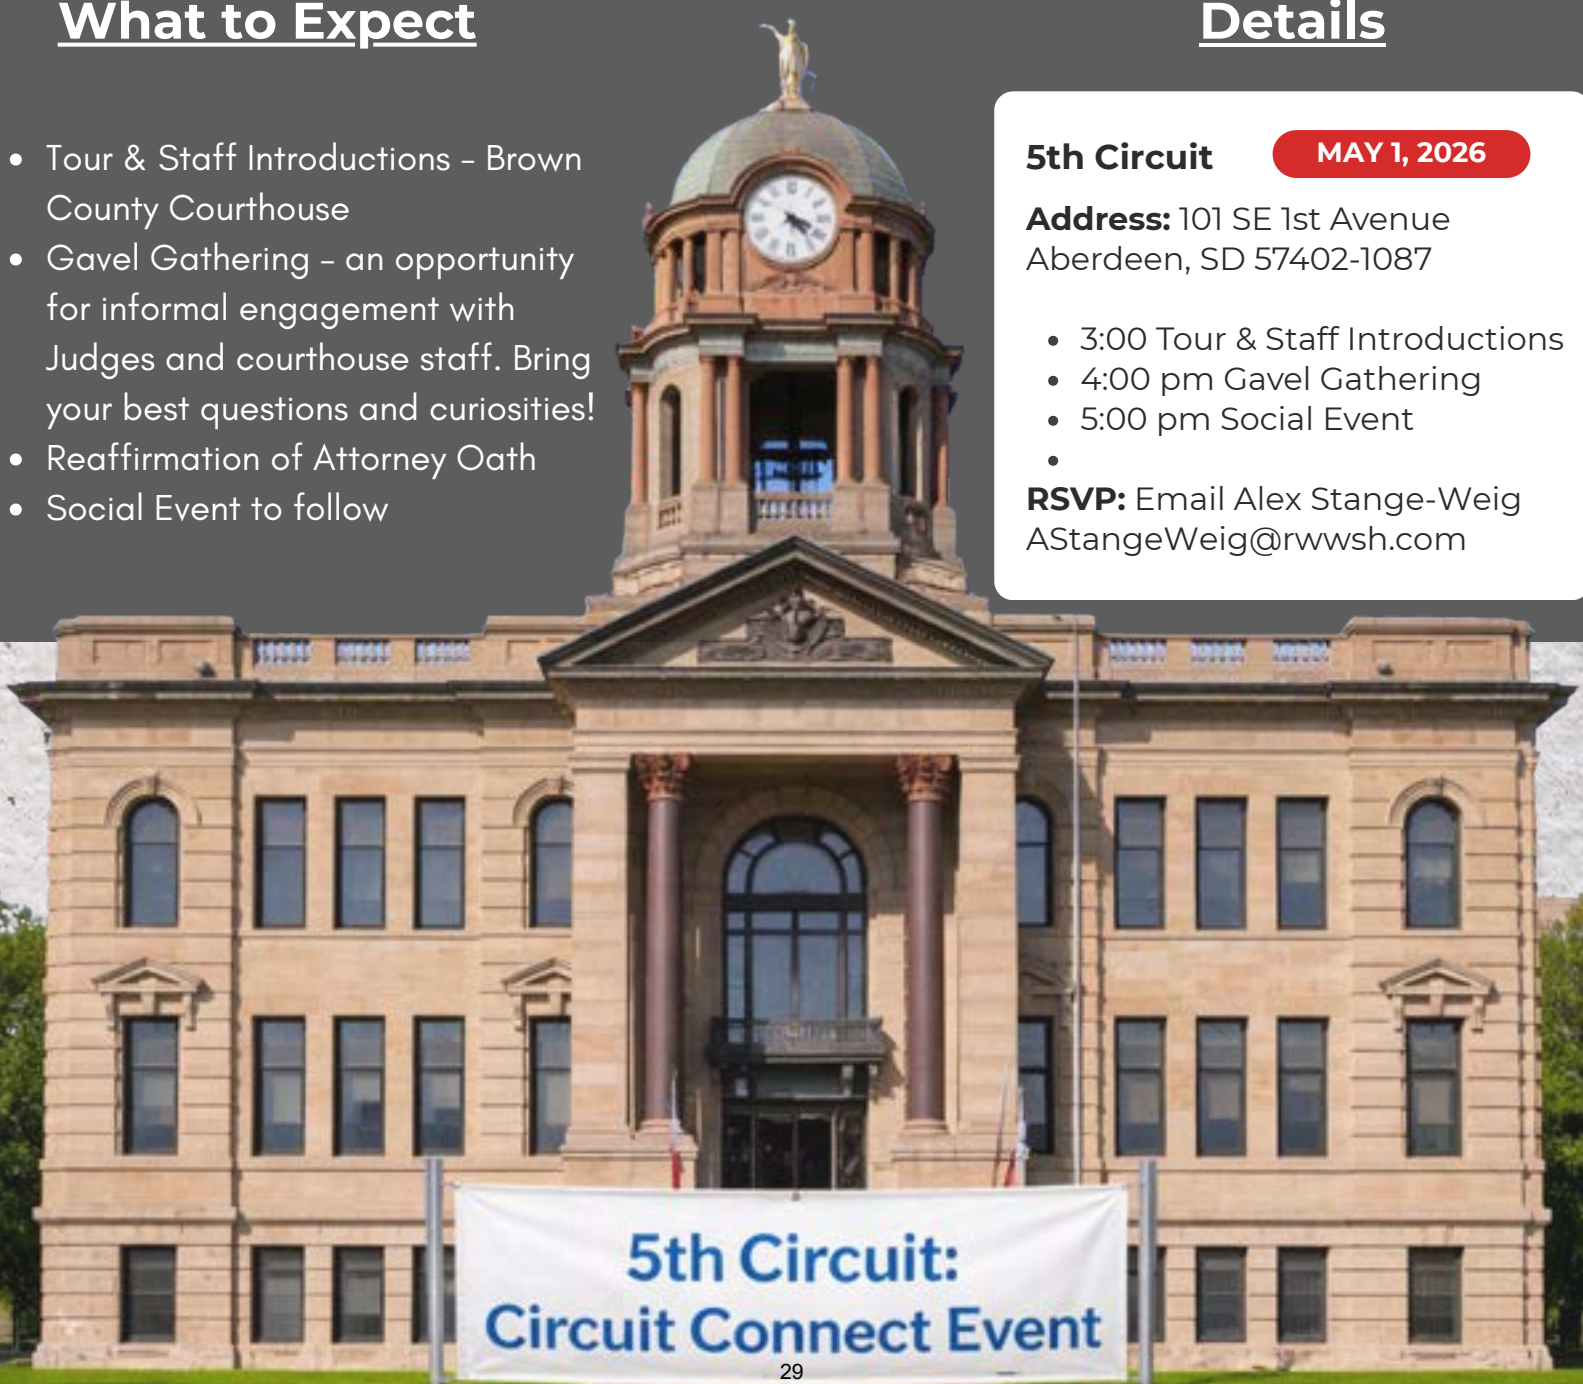 What to Expect
• Tour & Staff Introductions - Brown
County Courthouse
• Gavel Gathering - an opportunity
for informal engagement with
Judges and courthouse staff. Bring
your best questions and curiosities!
• Reaffirmation of Attorney Oath
• Social Event to follow
Details
5th Circuit
MAY 1, 2026
Address: 101 SE 1st Avenue
Aberdeen, SD 57402-1087
• 3:00 Tour & Staff Introductions
• 4:00 pm Gavel Gathering
• 5:00 pm Social Event
•
RSVP: Email Alex Stange-Weig
AStangeWeig@rwwsh.com
5th Circuit:
Circuit Connect Event
29